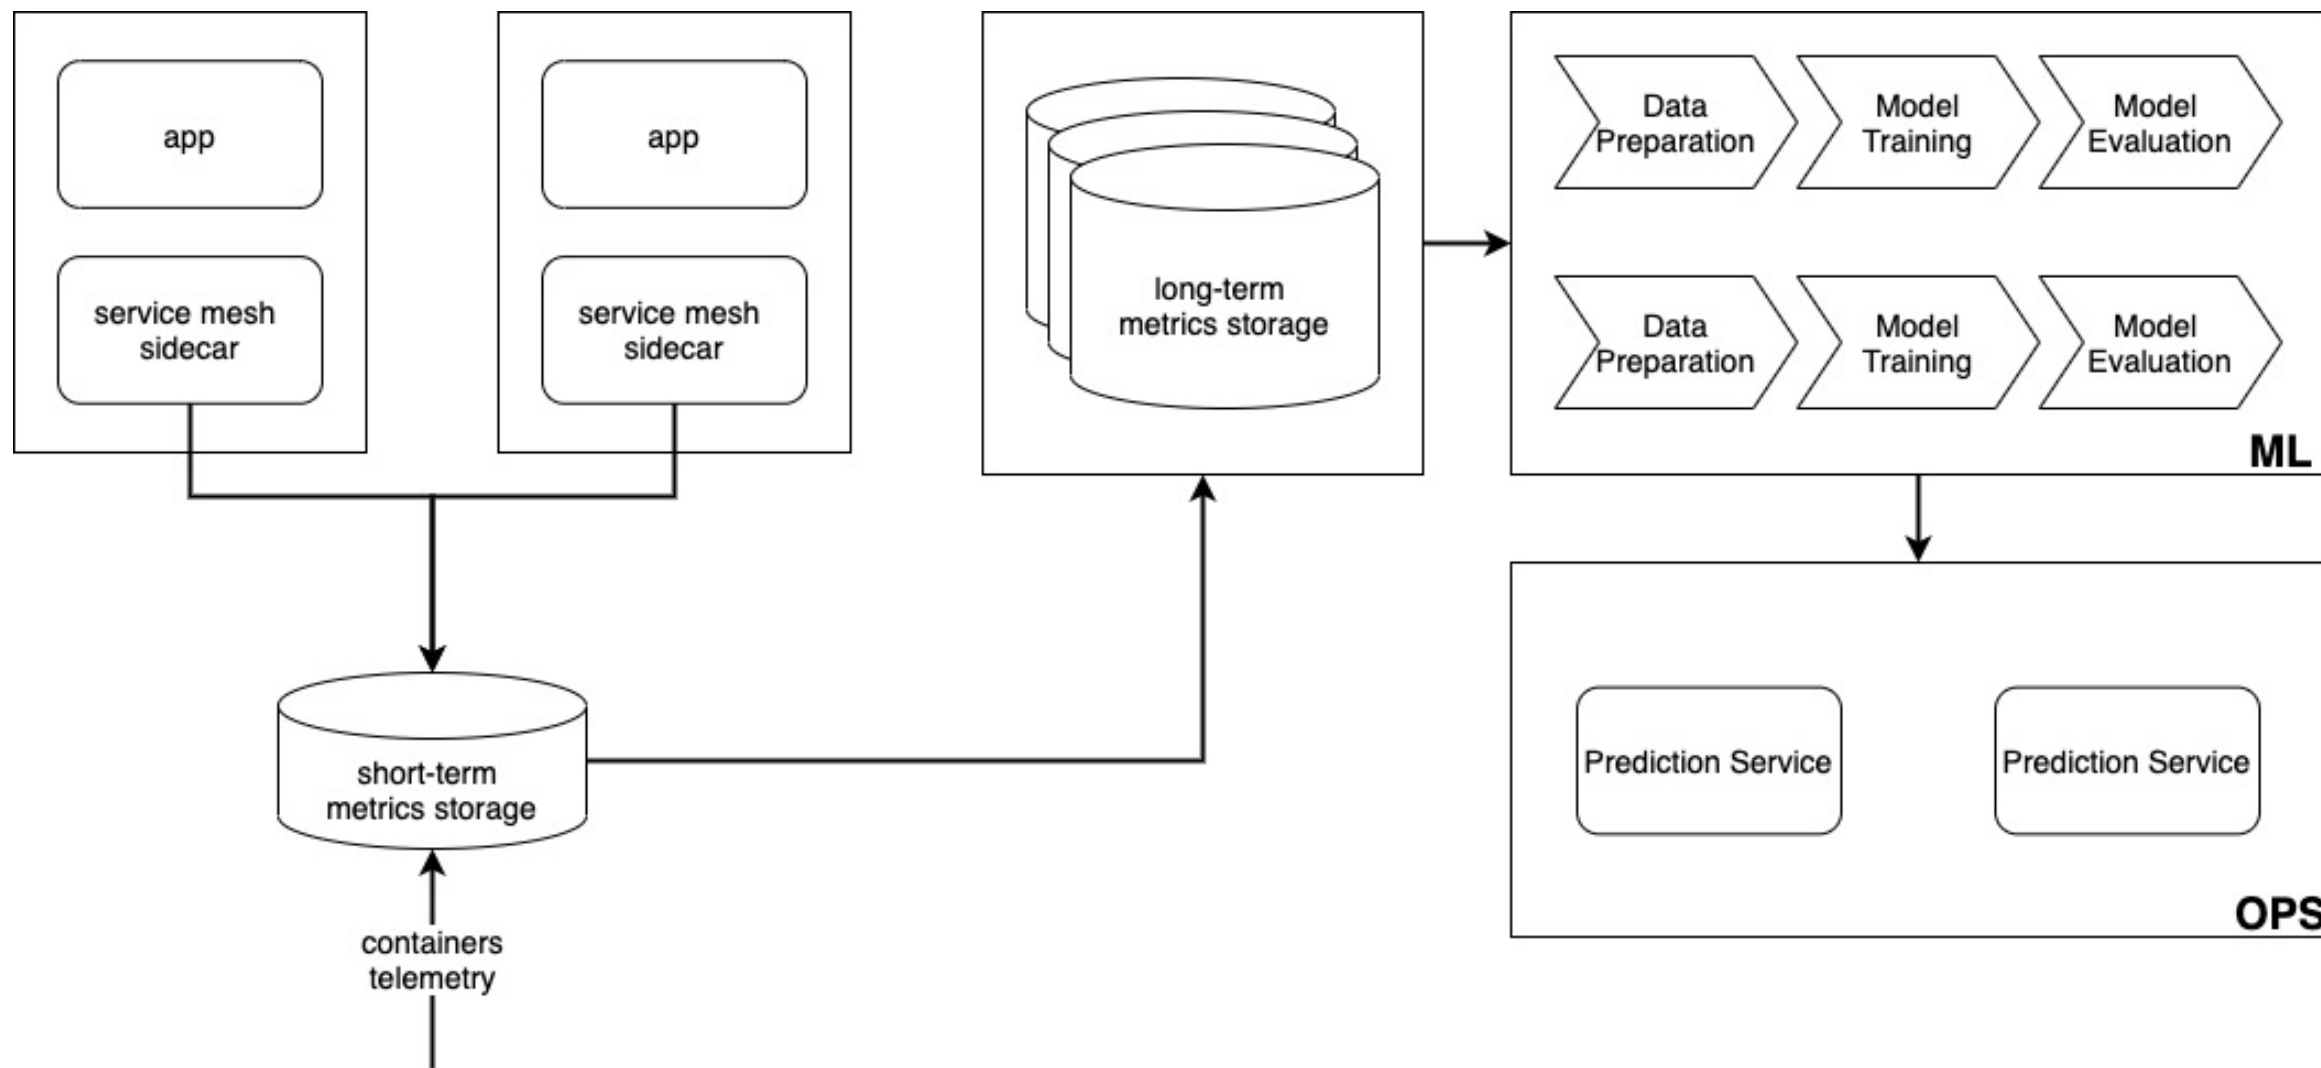 app
service mesh
sidecar
app
service mesh
sidecar
long-term
metrics storage
Data
Preparation
Model
Training
Model
Evaluation
Data
Preparation
Model
Training
Model
Evaluation
ML
short-term
metrics storage
containers
telemetry
Prediction Service
Prediction Service
OPS